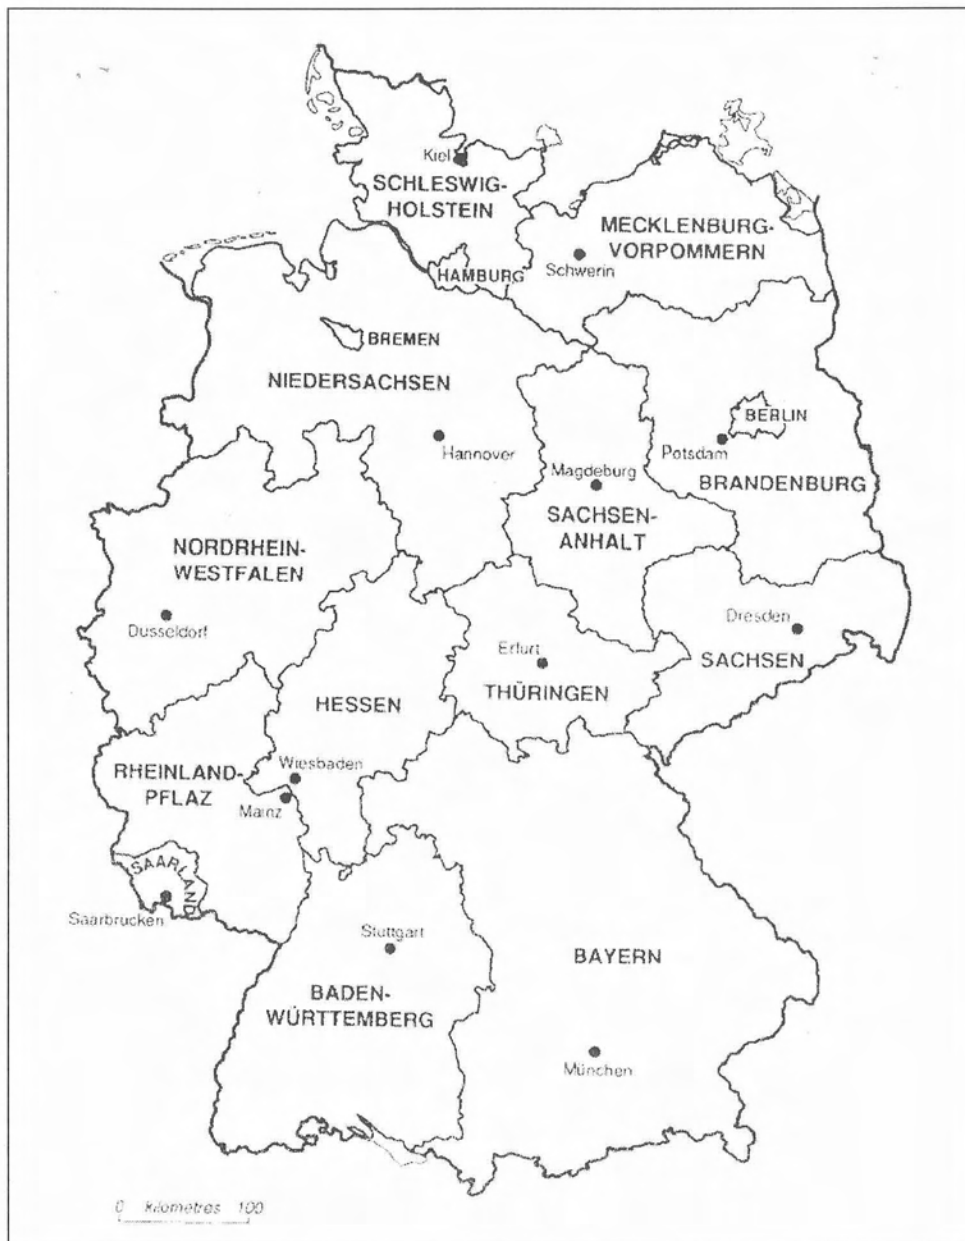 Kiel
SCHLESWIG-
HOLSTEIN
MECKLENBURG-
VORPOMMERN
Schwerin
HAMBURG
BREMEN
NIEDERSACHSEN
Hannover
BERLIN
Potsdam
BRANDENBURG
Magdeburg
SACHSEN-
ANHALT
NORDRHEIN-
WESTFALEN
Dusseldorf
Dresden
SACHSEN
Erfurt
THÜRINGEN
HESSEN
Wiesbaden
RHEINLAND-
PFLAZ
Mainz
SAARLAND
Saarbrucken
Stuttgart
BADEN-
WÜRTTEMBERG
BAYERN
München
0 kilometres 100